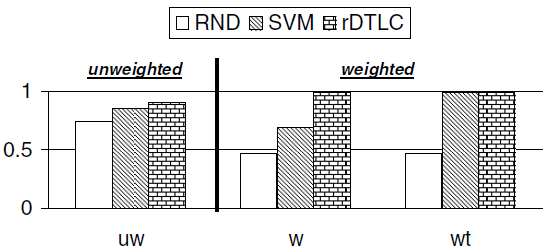 RND SVM rDTLC
unweighted weighted
1
0.5
0
uw w wt